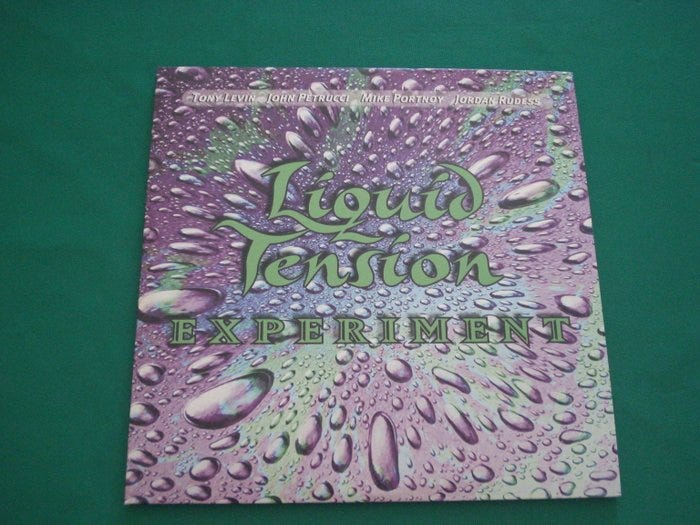 Tony Levin John Petrucci Mike Portnoy Jordan Rudess
Liquid
Tension
EXPERIMENT